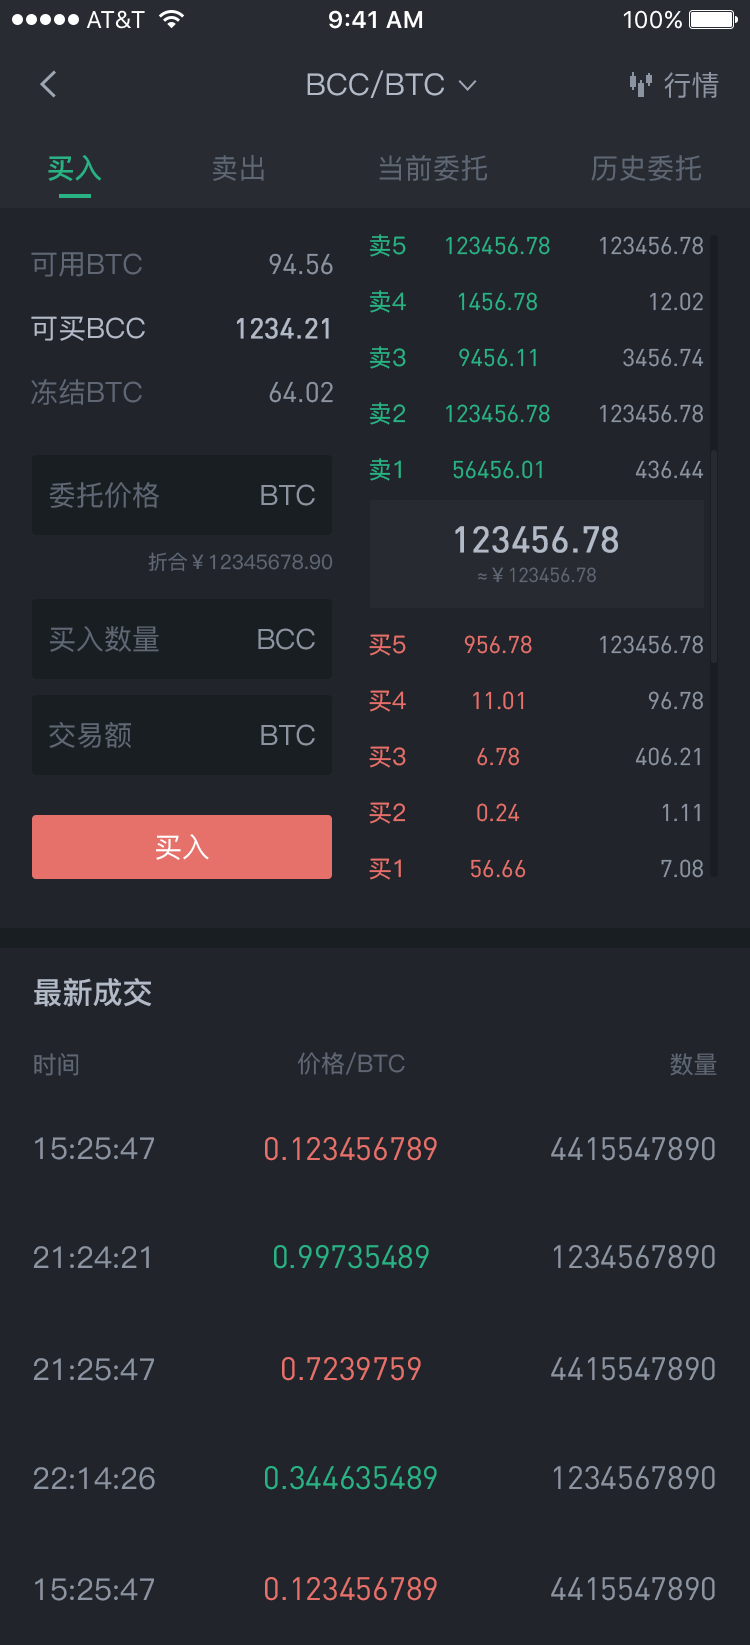 AT&T 9:41 AM 100%
BCC/BTC 行情
买入 卖出 当前委托 历史委托
可用BTC 94.56
可买BCC 1234.21
冻结BTC 64.02
委托价格 BTC
折合¥12345678.90
买入数量 BCC
交易额 BTC
买入
卖5 123456.78 123456.78
卖4 1456.78 12.02
卖3 9456.11 3456.74
卖2 123456.78 123456.78
卖1 56456.01 436.44
123456.78
≈¥123456.78
买5 956.78 123456.78
买4 11.01 96.78
买3 6.78 406.21
买2 0.24 1.11
买1 56.66 7.08
最新成交
时间 价格/BTC 数量
15:25:47 0.123456789 4415547890
21:24:21 0.99735489 1234567890
21:25:47 0.7239759 4415547890
22:14:26 0.344635489 1234567890
15:25:47 0.123456789 4415547890